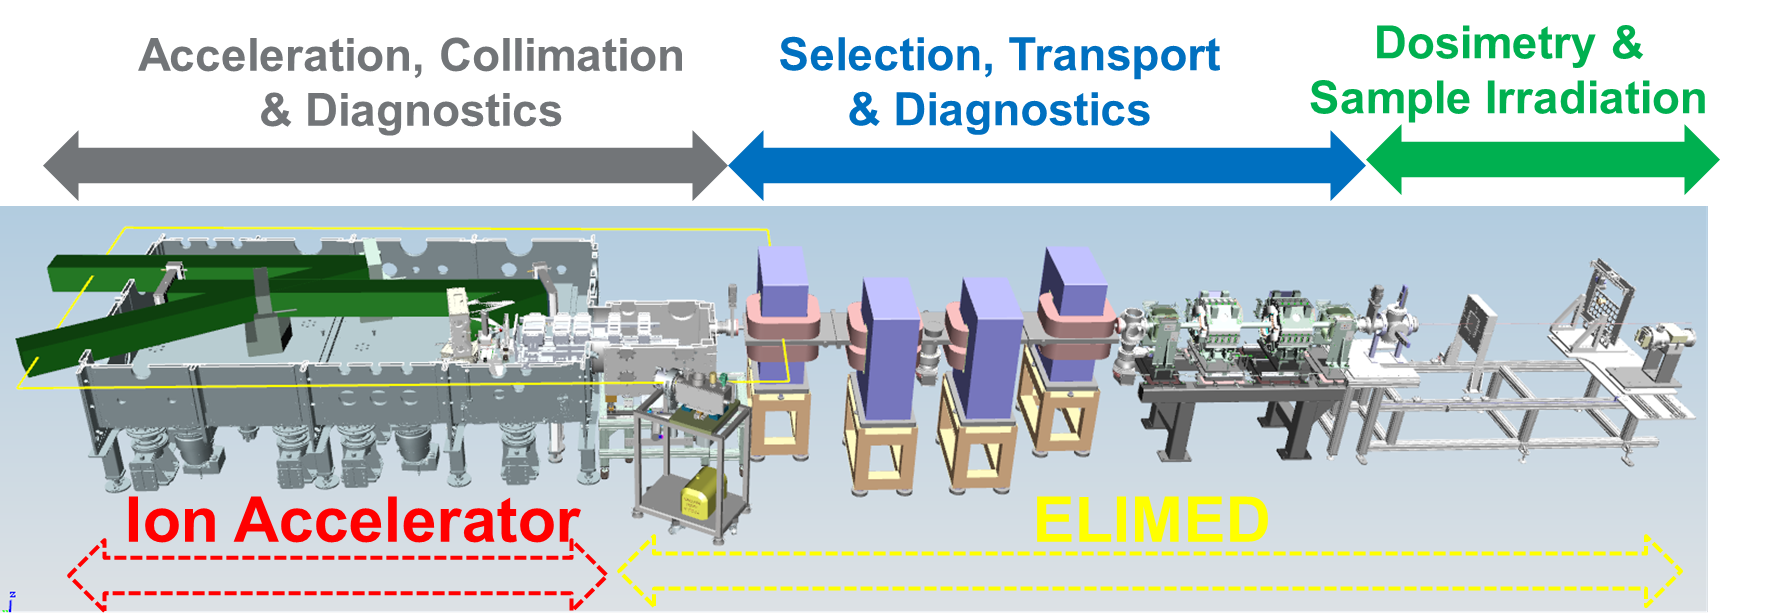 Acceleration, Collimation
& Diagnostics
Selection, Transport
& Diagnostics
Dosimetry &
Sample Irradiation
Ion Accelerator
ELIMED
z